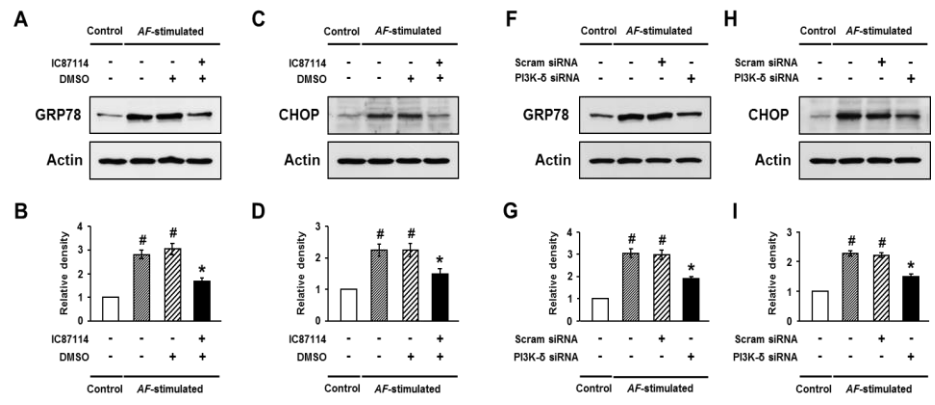 A
Control AF-stimulated
IC87114 - - - +
DMSO - - + +
GRP78
Actin
B
Relative density
4
3
2
1
0
# # *
IC87114 - - - +
DMSO - - + +
Control AF-stimulated
C
Control AF-stimulated
IC87114 - - - +
DMSO - - + +
CHOP
Actin
D
Relative density
3
2
1
0
# # *
IC87114 - - - +
DMSO - - + +
Control AF-stimulated
F
Control AF-stimulated
Scram siRNA - - + -
PI3K-δ siRNA - - - +
GRP78
Actin
G
Relative density
4
3
2
1
0
# # *
Scram siRNA - - + -
PI3K-δ siRNA - - - +
Control AF-stimulated
H
Control AF-stimulated
Scram siRNA - - + -
PI3K-δ siRNA - - - +
CHOP
Actin
I
Relative density
3
2
1
0
# # *
Scram siRNA - - + -
PI3K-δ siRNA - - - +
Control AF-stimulated